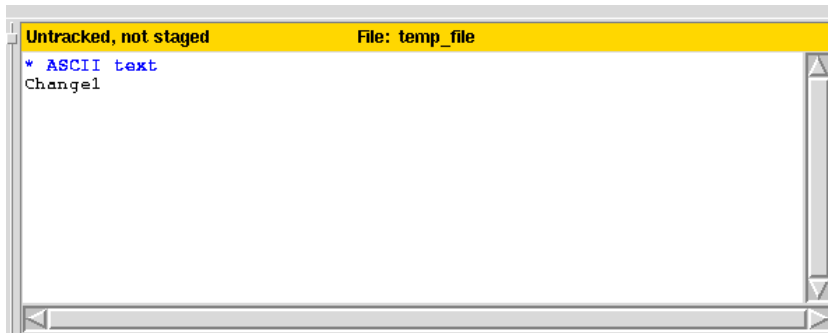 Untracked, not staged File: temp_file
* ASCII text
Change1